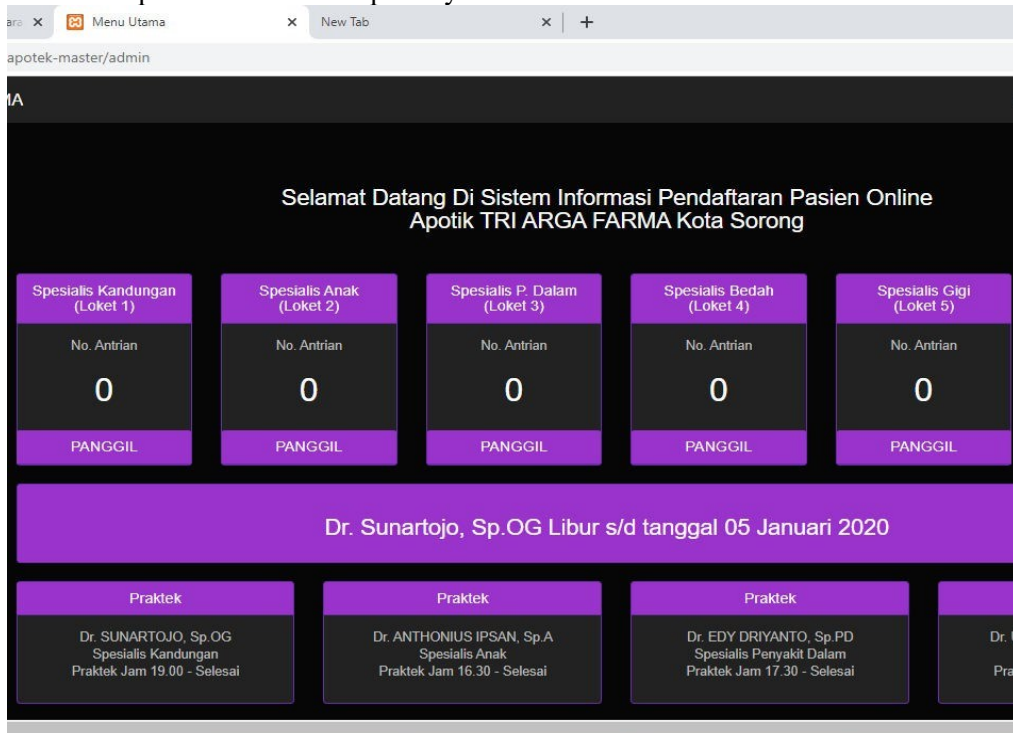 Menu Utama
New Tab
apotek-master/admin
Selamat Datang Di Sistem Informasi Pendaftaran Pasien Online
Apotik TRI ARGA FARMA Kota Sorong
Spesialis Kandungan
(Loket 1)
No. Antrian
0
PANGGIL
Spesialis Anak
(Loket 2)
No. Antrian
0
PANGGIL
Spesialis P. Dalam
(Loket 3)
No. Antrian
0
PANGGIL
Spesialis Bedah
(Loket 4)
No. Antrian
0
PANGGIL
Spesialis Gigi
(Loket 5)
No. Antrian
0
PANGGIL
Dr. Sunartojo, Sp.OG Libur s/d tanggal 05 Januari 2020
Praktek
Dr. SUNARTOJO, Sp.OG
Spesialis Kandungan
Praktek Jam 19.00 - Selesai
Praktek
Dr. ANTHONIUS IPSAN, Sp.A
Spesialis Anak
Praktek Jam 16.30 - Selesai
Praktek
Dr. EDY DRIYANTO, Sp.PD
Spesialis Penyakit Dalam
Praktek Jam 17.30 - Selesai
Dr.